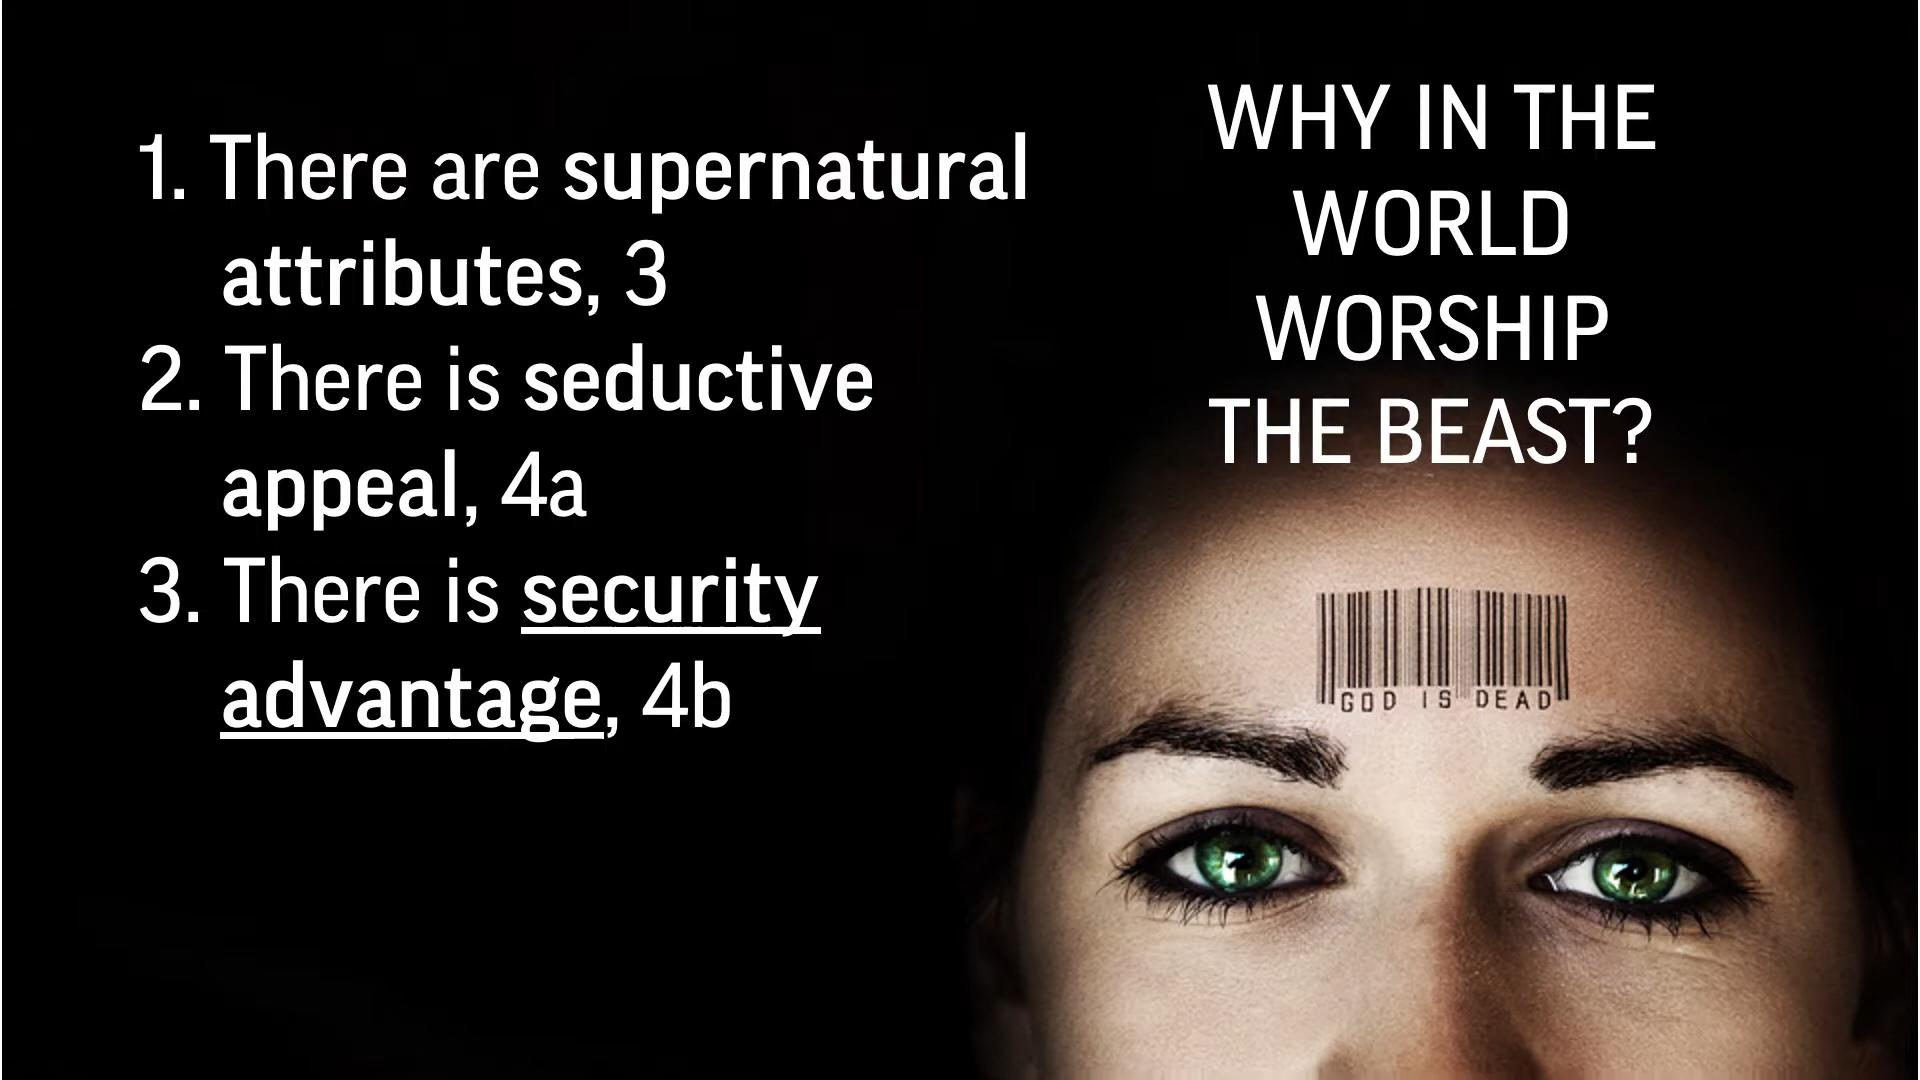 1. There are supernatural
attributes, 3
2. There is seductive
appeal, 4a
3. There is security
advantage, 4b
WHY IN THE
WORLD
WORSHIP
THE BEAST?
GOD IS DEAD